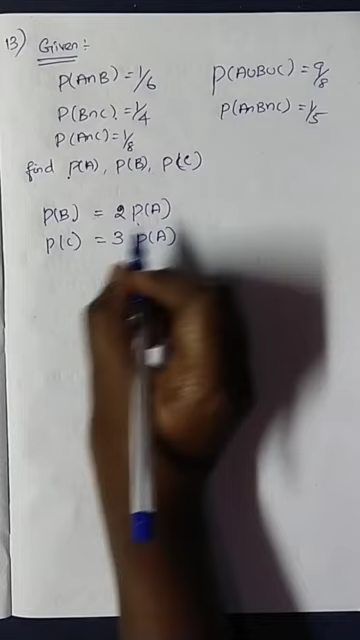 13) Given :-
P(A∩B) = 1/6 P(A∪B∪C) = 9/8
P(B∩C) = 1/4 P(A∩B∩C) = 1/5
P(A∩C) = 1/8
find P(A), P(B), P(C)
P(B) = 2 P(A)
P(C) = 3 P(A)